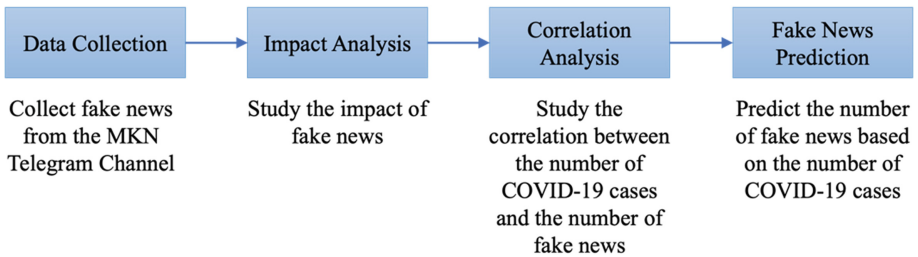 Data Collection
Impact Analysis
Correlation
Analysis
Fake News
Prediction
Collect fake news
from the MKN
Telegram Channel
Study the impact of
fake news
Study the
correlation between
the number of
COVID-19 cases
and the number of
fake news
Predict the number
of fake news based
on the number of
COVID-19 cases